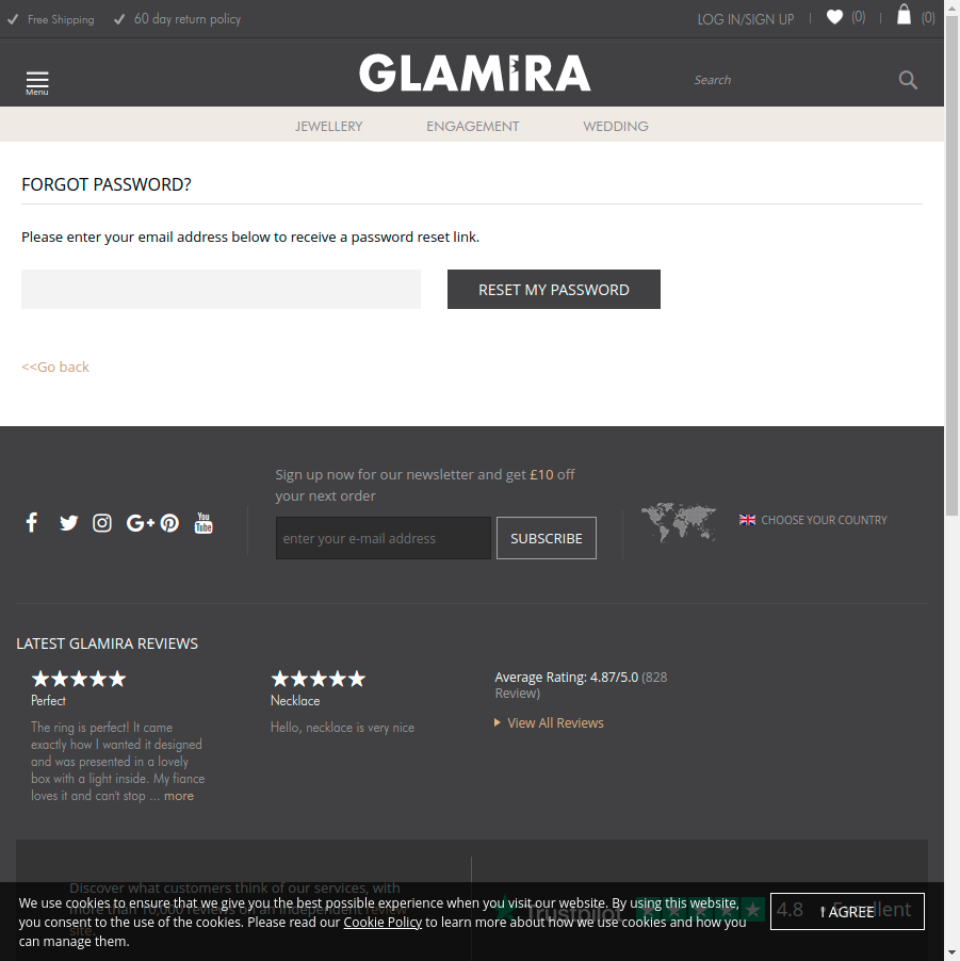 Free Shipping
60 day return policy
LOG IN/SIGN UP
(0)
(0)
Menu
GLAMIRA
Search
JEWELLERY
ENGAGEMENT
WEDDING
FORGOT PASSWORD?
Please enter your email address below to receive a password reset link.
RESET MY PASSWORD
<<Go back
Sign up now for our newsletter and get £10 off
your next order
enter your e-mail address
SUBSCRIBE
CHOOSE YOUR COUNTRY
LATEST GLAMIRA REVIEWS
Perfect
The ring is perfect! It came
exactly how I wanted it designed
and was presented in a lovely
box with a light inside. My fiance
loves it and can't stop ... more
Necklace
Hello, necklace is very nice
Average Rating: 4.87/5.0 (828
Review)
View All Reviews
Discover what customers think of our services, with
more than 10,000 reviews on an independent review
site.
Trustpilot
4.8
Excellent
We use cookies to ensure that we give you the best possible experience when you visit our website. By using this website,
you consent to the use of the cookies. Please read our Cookie Policy to learn more about how we use cookies and how you
can manage them.
I AGREE